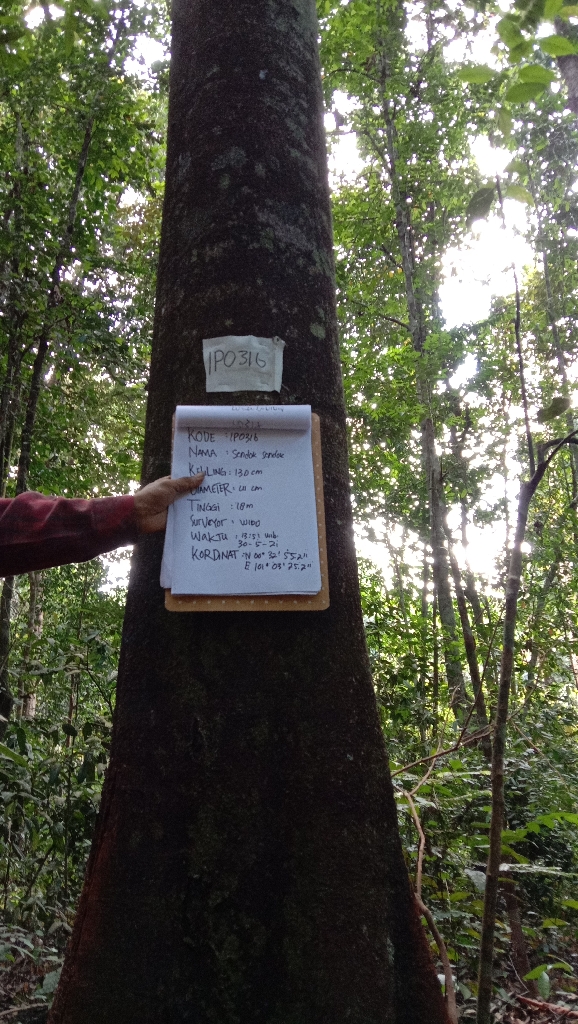 IP0316
KODE : IP0316
NAMA : Sendok Sendok
KELILING : 130 cm
DIAMETER : 41 cm
TINGGI : 18 m
Surveyor : WIDO
WAKTU : 13:51 wib
30-5-21
KORDINAT : N 00° 32' 55.2"
E 101° 03' 25.2"